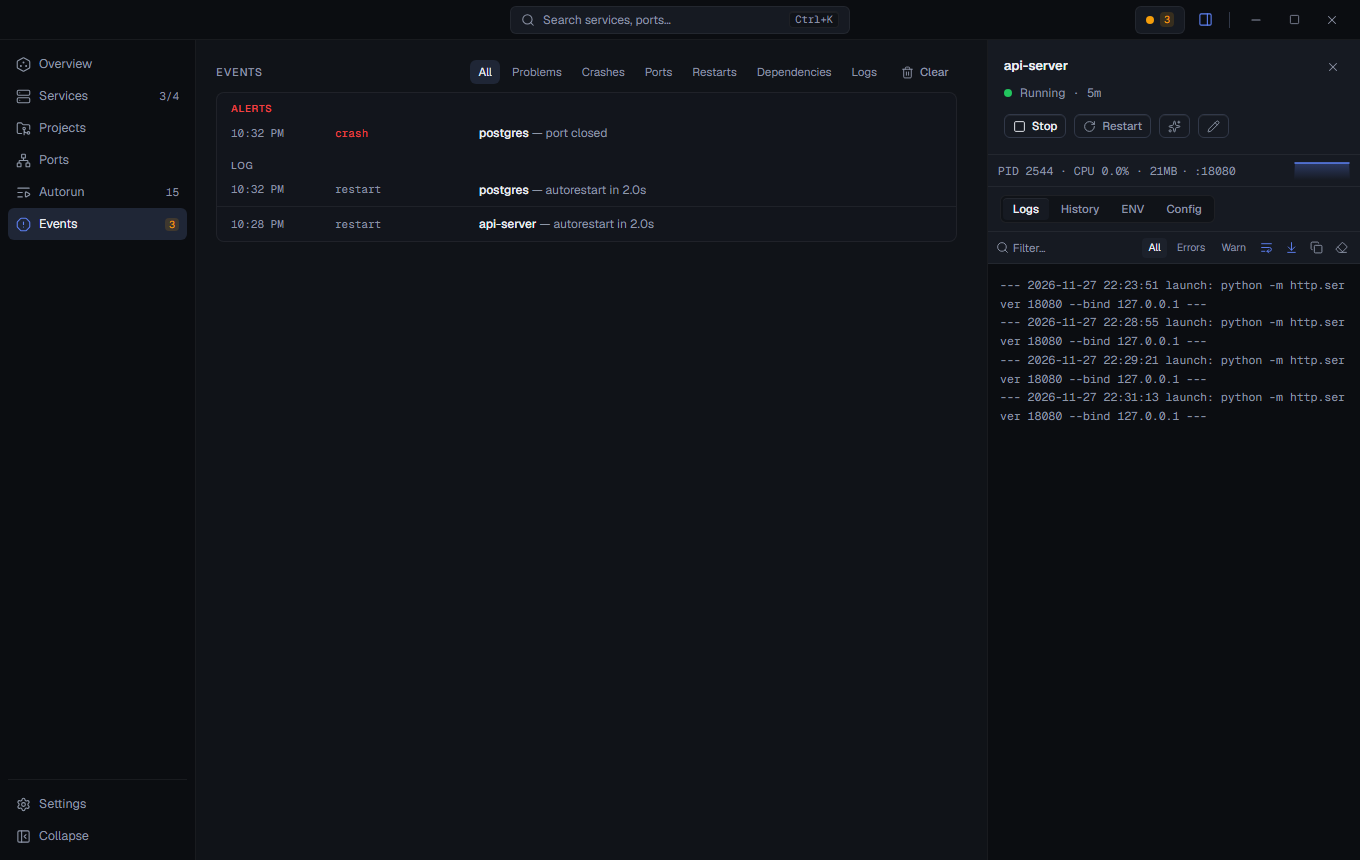 Search services, ports… Ctrl+K
3
Overview
Services 3/4
Projects
Ports
Autorun 15
Events 3
Settings
Collapse
EVENTS All Problems Crashes Ports Restarts Dependencies Logs Clear
ALERTS
10:32 PM crash postgres — port closed
LOG
10:32 PM restart postgres — autorestart in 2.0s
10:28 PM restart api-server — autorestart in 2.0s
api-server
Running · 5m
Stop Restart
PID 2544 · CPU 0.0% · 21MB · :18080
Logs History ENV Config
Filter… All Errors Warn
--- 2026-11-27 22:23:51 launch: python -m http.ser
ver 18080 --bind 127.0.0.1 ---
--- 2026-11-27 22:28:55 launch: python -m http.ser
ver 18080 --bind 127.0.0.1 ---
--- 2026-11-27 22:29:21 launch: python -m http.ser
ver 18080 --bind 127.0.0.1 ---
--- 2026-11-27 22:31:13 launch: python -m http.ser
ver 18080 --bind 127.0.0.1 ---